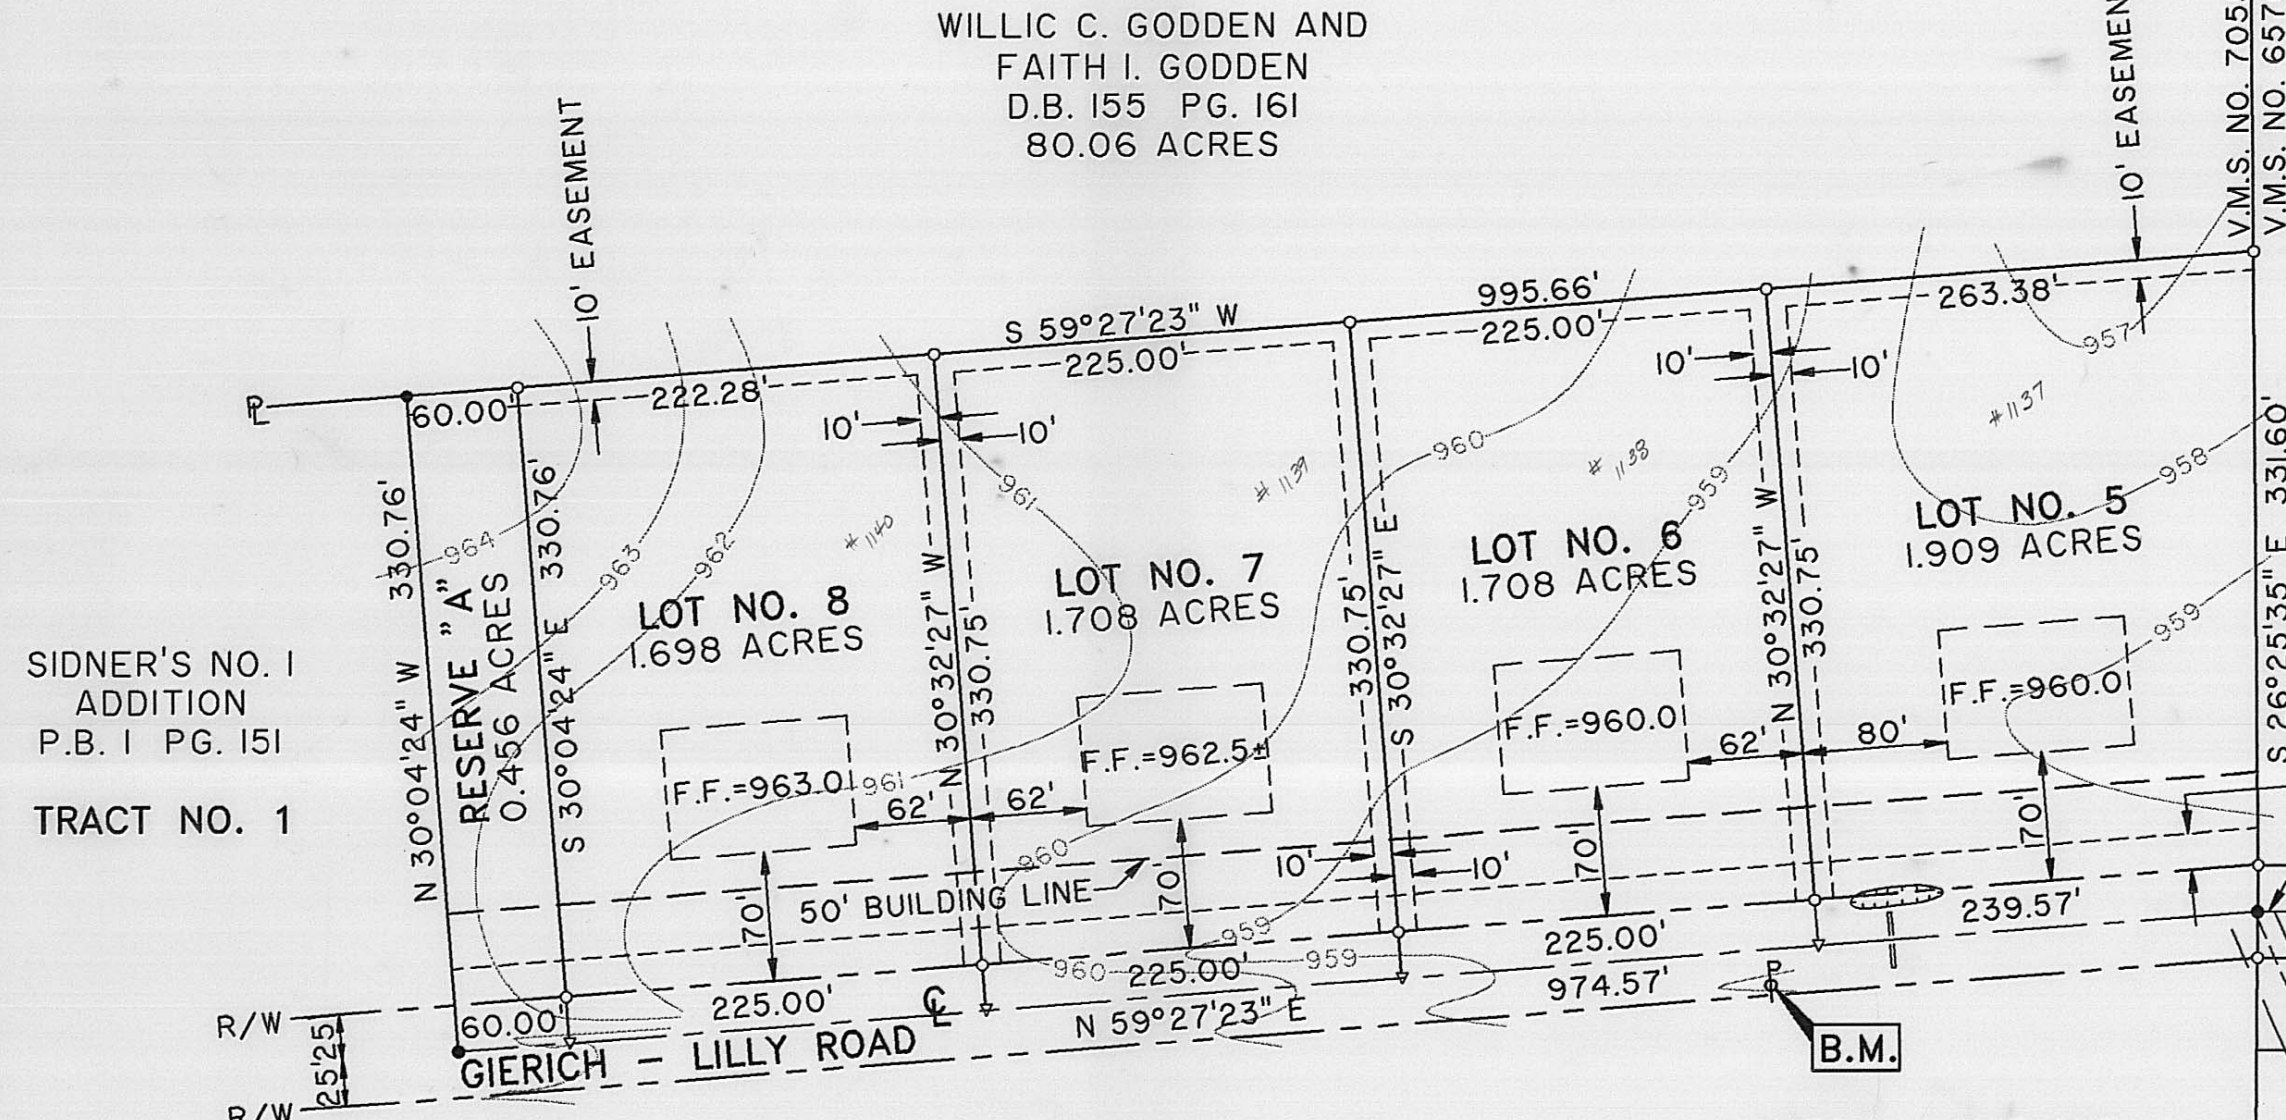 WILLIC C. GODDEN AND
FAITH I. GODDEN
D.B. 155 PG. 161
80.06 ACRES
10' EASEMENT
10' EASEMEN
V.M.S. NO. 705
V.M.S. NO. 657
S 59°27'23" W
995.66'
60.00'
222.28'
225.00'
225.00'
263.38'
957
10'
10'
10'
10'
#1137
#1138
#1139
#1140
964
963
962
961
960
959
958
959
N 30°04'24" W 330.76'
RESERVE "A"
0.456 ACRES
S 30°04'24" E 330.76'
LOT NO. 8
1.698 ACRES
N 30°32'27" W
330.75'
LOT NO. 7
1.708 ACRES
330.75'
S 30°32'27" E
LOT NO. 6
1.708 ACRES
N 30°32'27" W
330.75'
LOT NO. 5
1.909 ACRES
S 26°25'35" E 331.60'
SIDNER'S NO. 1
ADDITION
P.B. 1 PG. 151
TRACT NO. 1
F.F.=963.0
961
F.F.=962.5±
F.F.=960.0
F.F.=960.0
62'
62'
62'
80'
70'
70'
70'
70'
960
10'
10'
50' BUILDING LINE
959
960
959
225.00'
225.00'
225.00'
239.57'
974.57'
N 59°27'23" E
60.00'
R/W
25'
25'
R/W
GIERICH - LILLY ROAD
B.M.